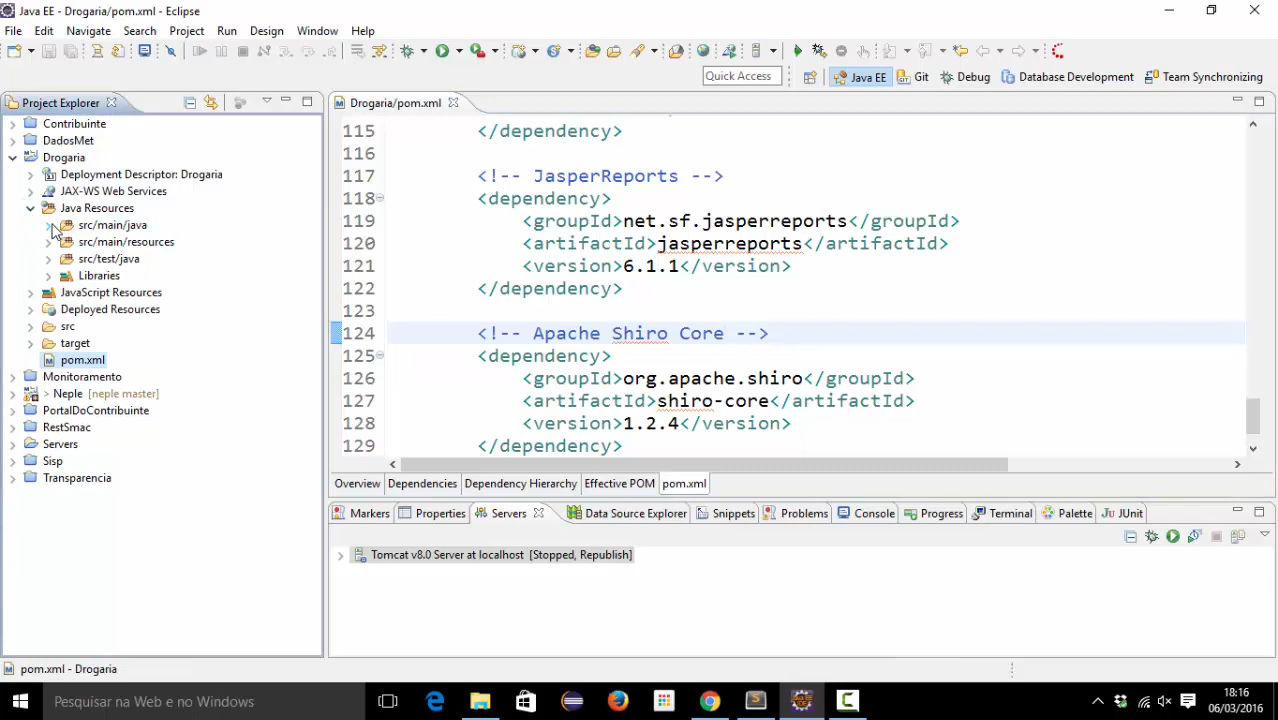 Java EE - Drogaria/pom.xml - Eclipse
File Edit Navigate Search Project Run Design Window Help
Quick Access
Java EE
Git
Debug
Database Development
Team Synchronizing
Project Explorer
Contribuinte
DadosMet
Drogaria
Deployment Descriptor: Drogaria
JAX-WS Web Services
Java Resources
src/main/java
src/main/resources
src/test/java
Libraries
JavaScript Resources
Deployed Resources
src
target
pom.xml
Monitoramento
> Neple [neple master]
PortalDoContribuinte
RestSmac
Servers
Sisp
Transparencia
Drogaria/pom.xml
115 </dependency>
116
117 <!-- JasperReports -->
118 <dependency>
119 <groupId>net.sf.jasperreports</groupId>
120 <artifactId>jasperreports</artifactId>
121 <version>6.1.1</version>
122 </dependency>
123
124 <!-- Apache Shiro Core -->
125 <dependency>
126 <groupId>org.apache.shiro</groupId>
127 <artifactId>shiro-core</artifactId>
128 <version>1.2.4</version>
129 </dependency>
Overview Dependencies Dependency Hierarchy Effective POM pom.xml
Markers Properties Servers Data Source Explorer Snippets Problems Console Progress Terminal Palette JUnit
Tomcat v8.0 Server at localhost [Stopped, Republish]
pom.xml - Drogaria
Pesquisar na Web e no Windows
18:16
06/03/2016